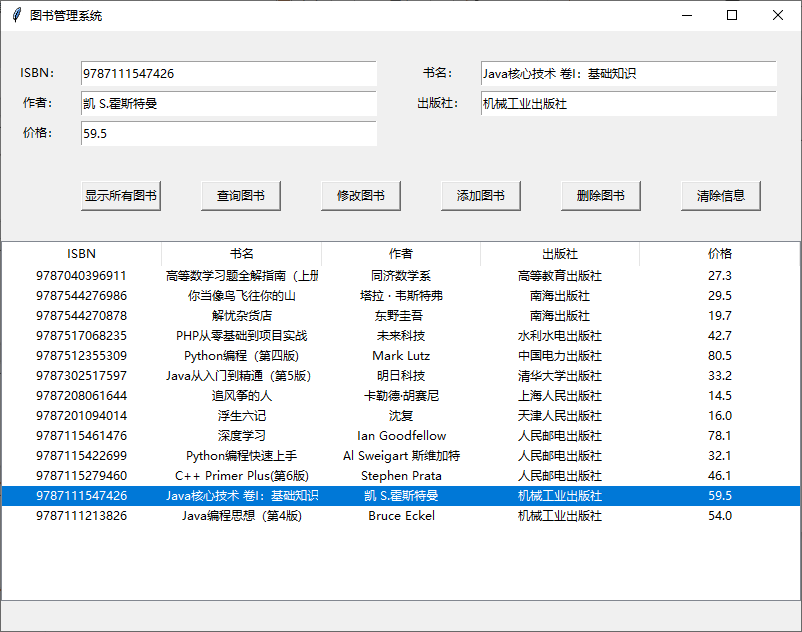 图书管理系统
ISBN： 9787111547426 书名： Java核心技术 卷I：基础知识
作者： 凯 S.霍斯特曼 出版社： 机械工业出版社
价格： 59.5
显示所有图书 查询图书 修改图书 添加图书 删除图书 清除信息
ISBN 书名 作者 出版社 价格
9787040396911 高等数学习题全解指南（上册 同济数学系 高等教育出版社 27.3
9787544276986 你当像鸟飞往你的山 塔拉·韦斯特弗 南海出版社 29.5
9787544270878 解忧杂货店 东野圭吾 南海出版社 19.7
9787517068235 PHP从零基础到项目实战 未来科技 水利水电出版社 42.7
9787512355309 Python编程（第四版) Mark Lutz 中国电力出版社 80.5
9787302517597 Java从入门到精通（第5版) 明日科技 清华大学出版社 33.2
9787208061644 追风筝的人 卡勒德·胡赛尼 上海人民出版社 14.5
9787201094014 浮生六记 沈复 天津人民出版社 16.0
9787115461476 深度学习 Ian Goodfellow 人民邮电出版社 78.1
9787115422699 Python编程快速上手 Al Sweigart 斯维加特 人民邮电出版社 32.1
9787115279460 C++ Primer Plus(第6版) Stephen Prata 人民邮电出版社 46.1
9787111547426 Java核心技术 卷I：基础知识 凯 S.霍斯特曼 机械工业出版社 59.5
9787111213826 Java编程思想（第4版) Bruce Eckel 机械工业出版社 54.0